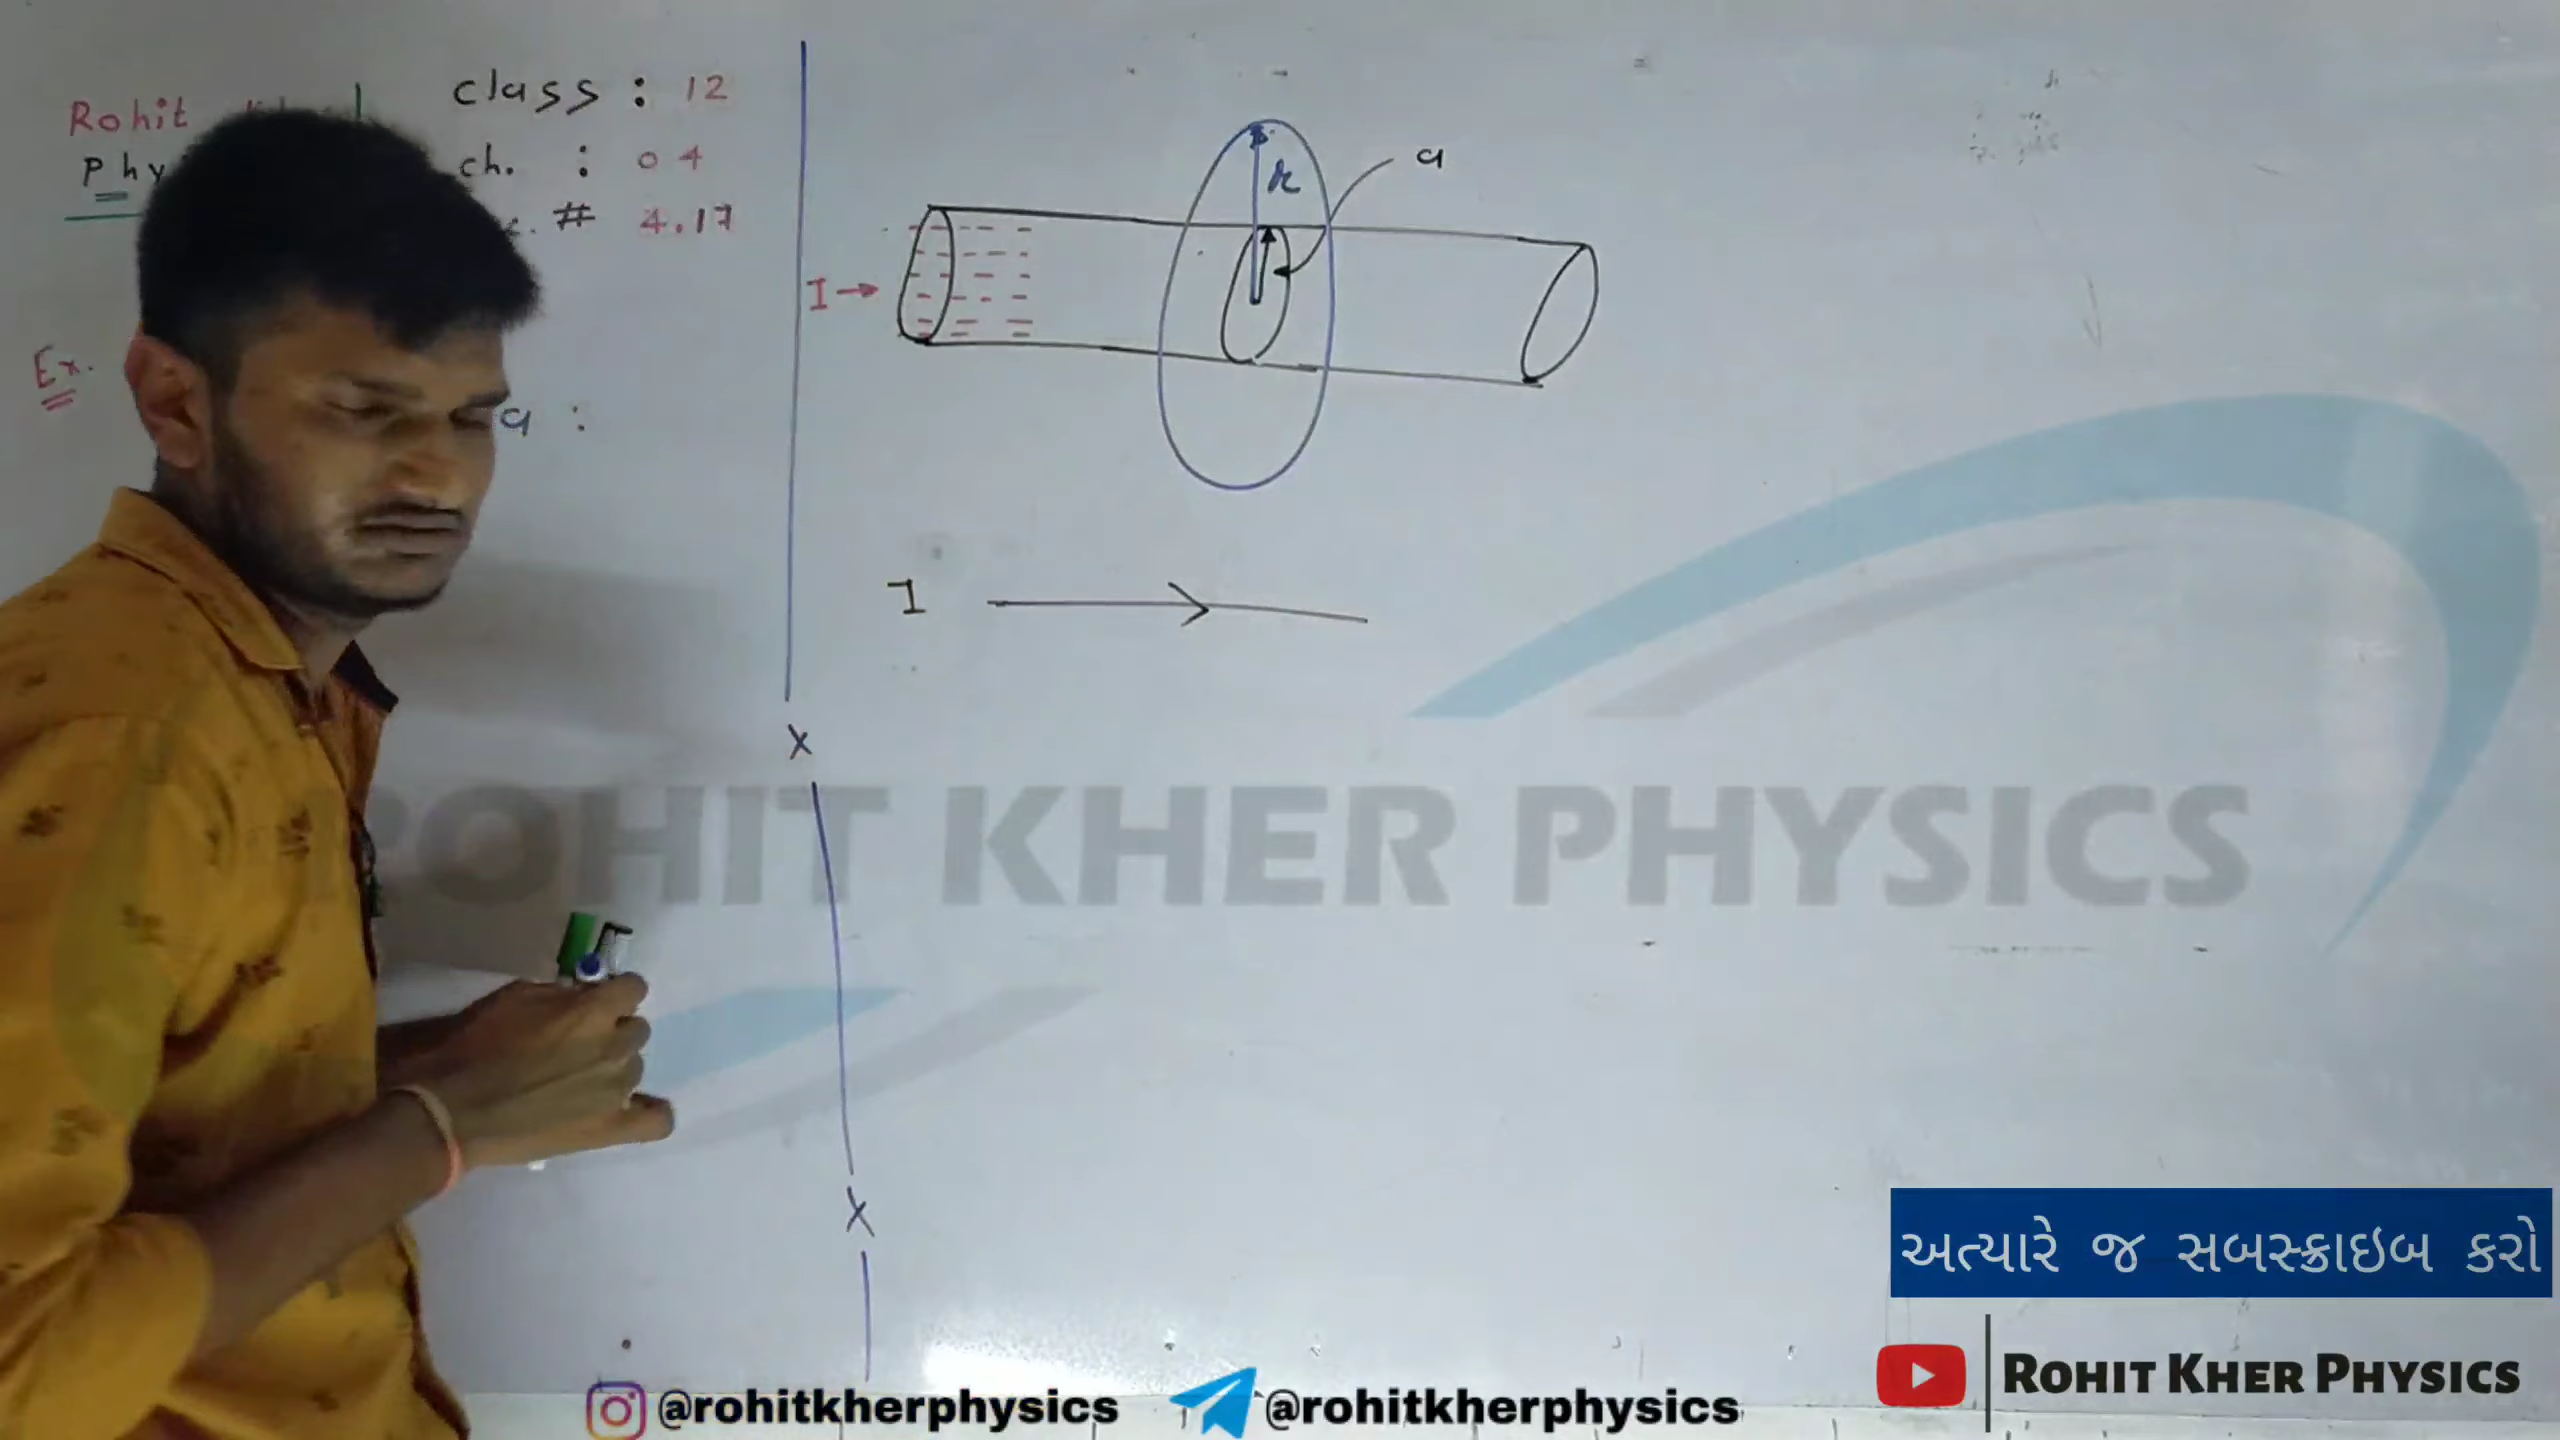 Rohit
Phy
class : 12
ch. : 04
# 4.17
Ex.
a :
r
a
I →
I
X
X
ROHIT KHER PHYSICS
અત્યારે જ સબસ્ક્રાઇબ કરો
ROHIT KHER PHYSICS
@rohitkherphysics
@rohitkherphysics